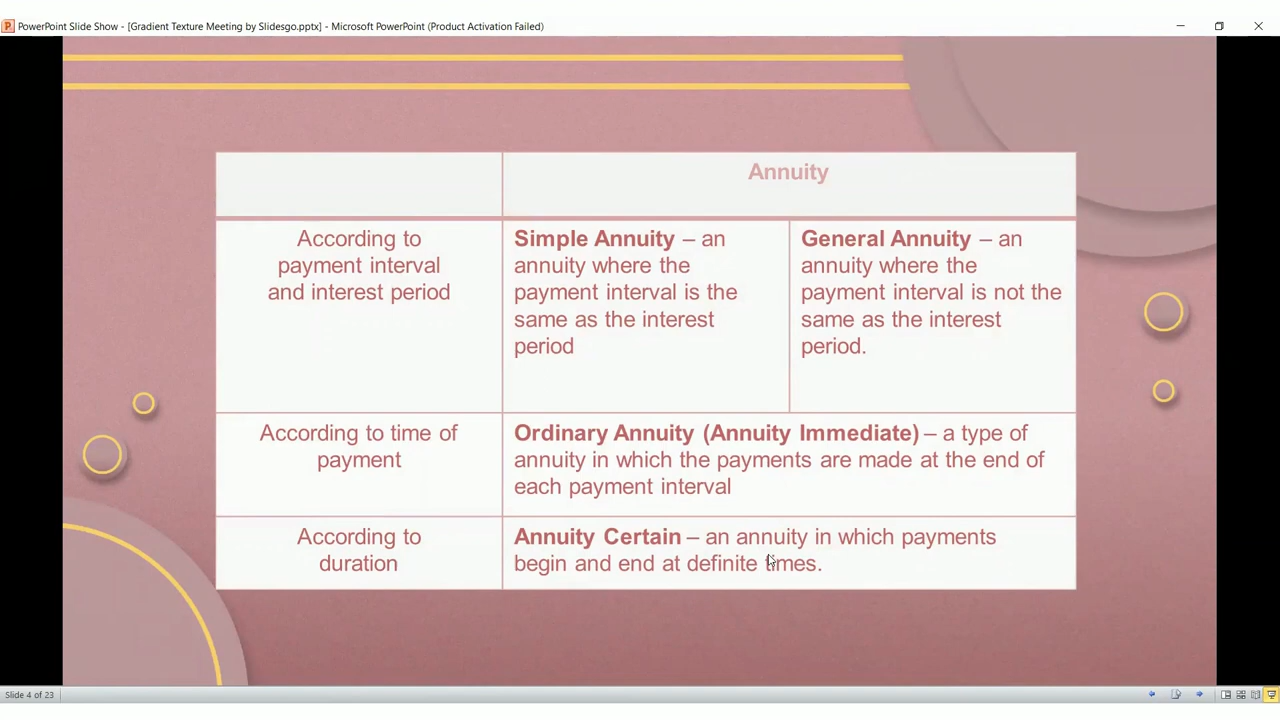 PowerPoint Slide Show - [Gradient Texture Meeting by Slidesgo.pptx] - Microsoft PowerPoint (Product Activation Failed)
Annuity
According to
payment interval
and interest period
Simple Annuity – an
annuity where the
payment interval is the
same as the interest
period
General Annuity – an
annuity where the
payment interval is not the
same as the interest
period.
According to time of
payment
Ordinary Annuity (Annuity Immediate) – a type of
annuity in which the payments are made at the end of
each payment interval
According to
duration
Annuity Certain – an annuity in which payments
begin and end at definite times.
Slide 4 of 23